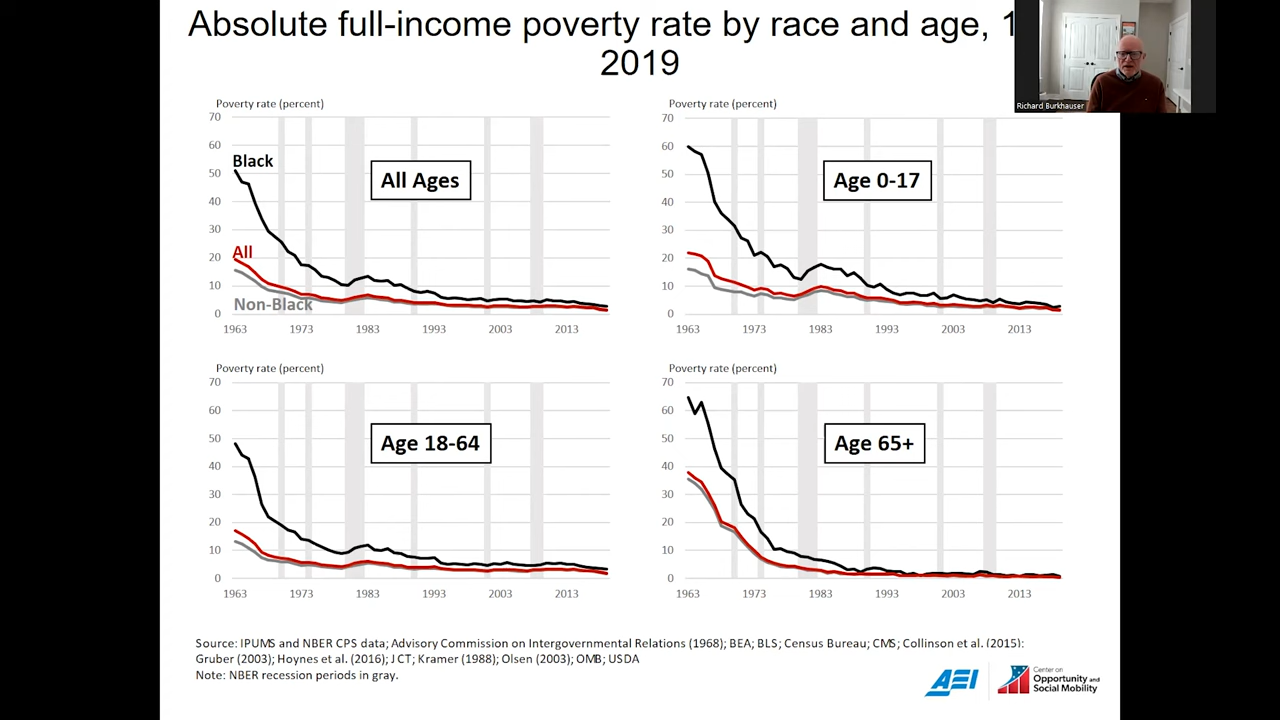 Absolute full-income poverty rate by race and age, 1
2019
Richard Burkhauser
Poverty rate (percent)
70
60
50
40
30
20
10
0
Black
All
Non-Black
All Ages
1963 1973 1983 1993 2003 2013
Poverty rate (percent)
70
60
50
40
30
20
10
0
Age 0-17
1963 1973 1983 1993 2003 2013
Poverty rate (percent)
70
60
50
40
30
20
10
0
Age 18-64
1963 1973 1983 1993 2003 2013
Poverty rate (percent)
70
60
50
40
30
20
10
0
Age 65+
1963 1973 1983 1993 2003 2013
Source: IPUMS and NBER CPS data; Advisory Commission on Intergovernmental Relations (1968); BEA; BLS; Census Bureau; CMS; Collinson et al. (2015);
Gruber (2003); Hoynes et al. (2016); JCT; Kramer (1988); Olsen (2003); OMB; USDA
Note: NBER recession periods in gray.
AEI
Center on
Opportunity and
Social Mobility